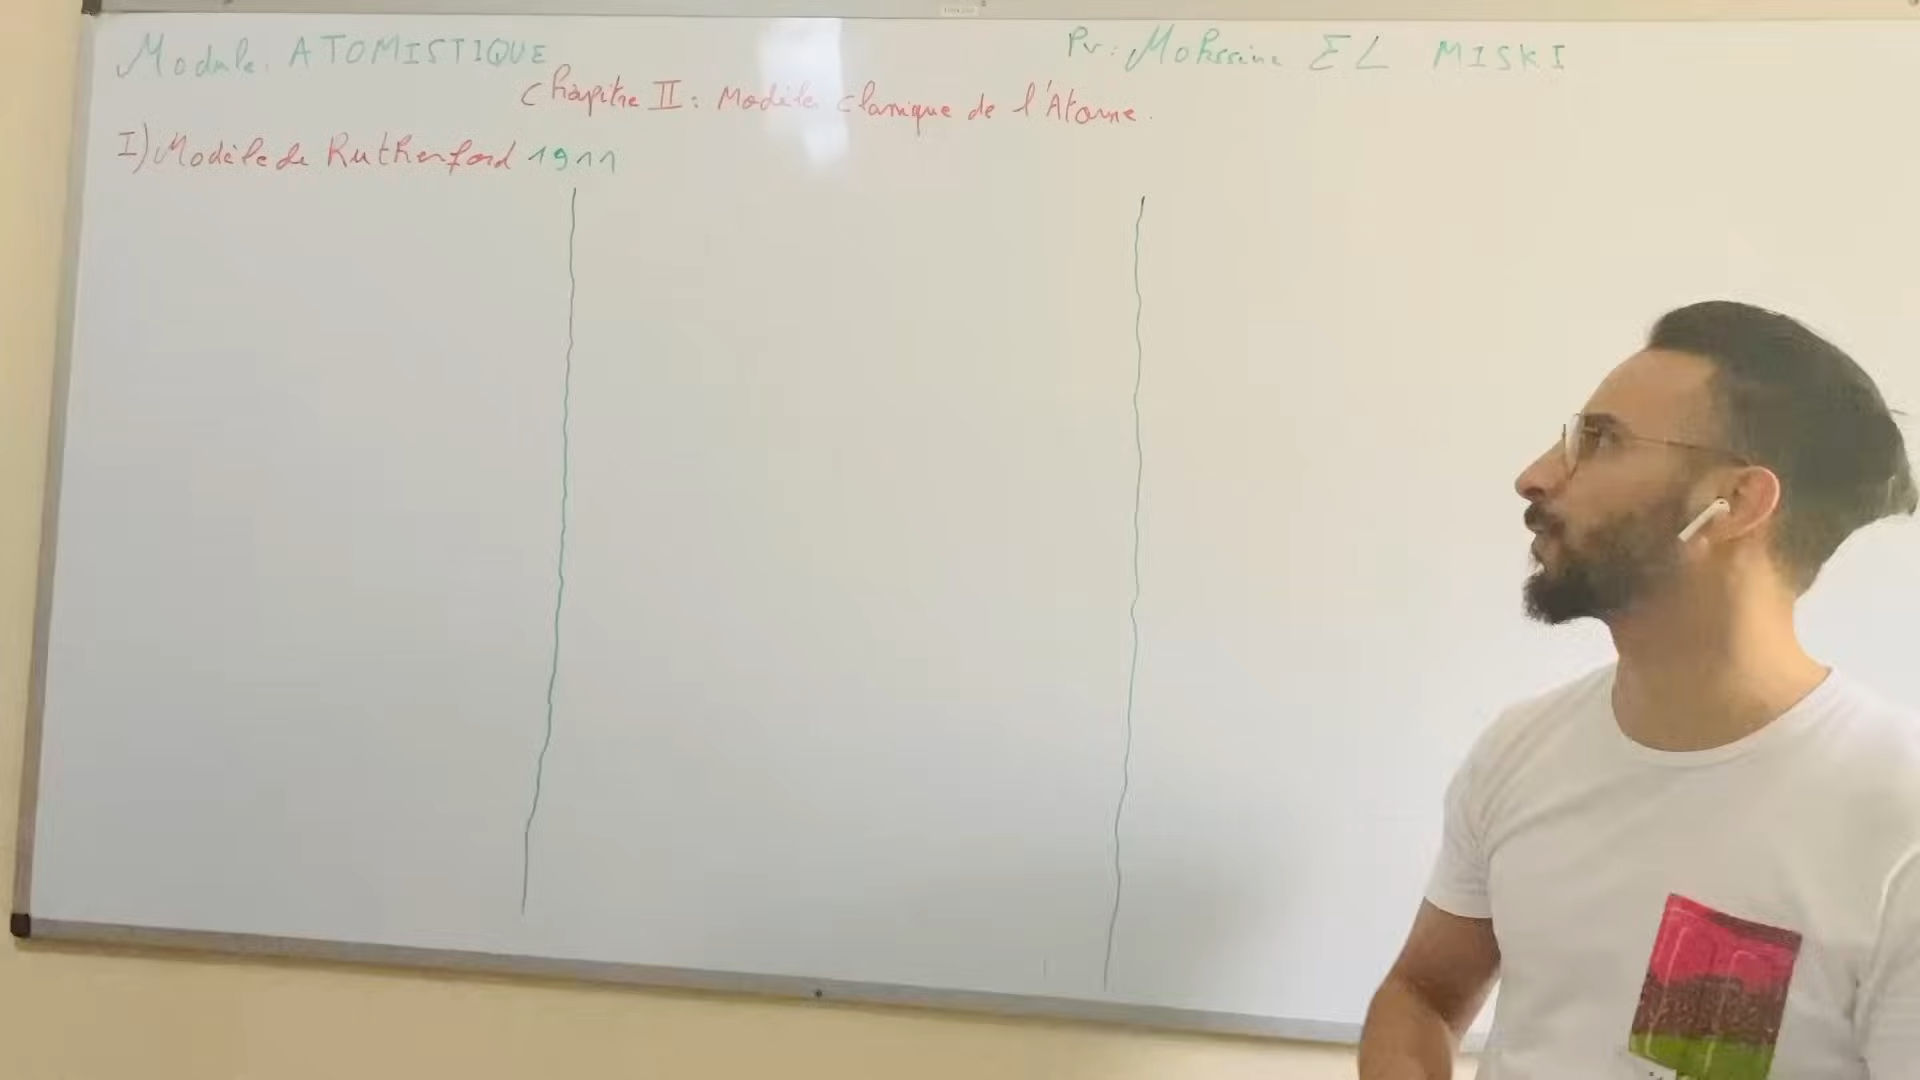 Module: ATOMISTIQUE
Pr: Mohssine EL MISKI
Chapitre II: Modèle classique de l'Atome.
I) Modèle de Rutherford 1911